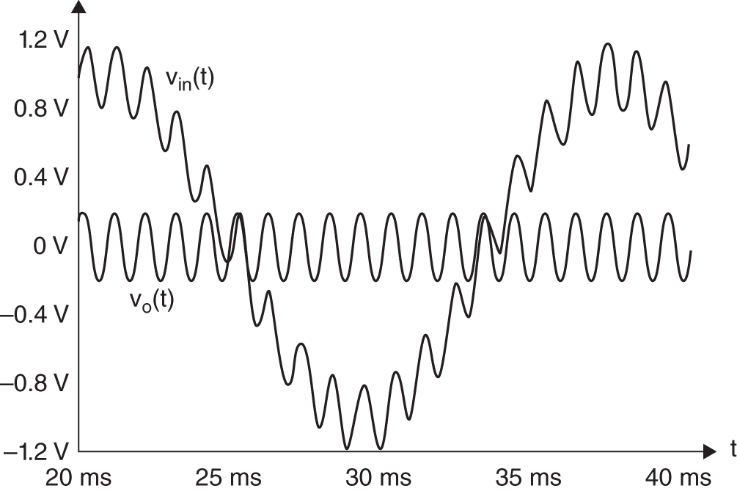 1.2 V
v_in(t)
0.8 V
0.4 V
0 V
v_o(t)
–0.4 V
–0.8 V
–1.2 V
t
20 ms 25 ms 30 ms 35 ms 40 ms